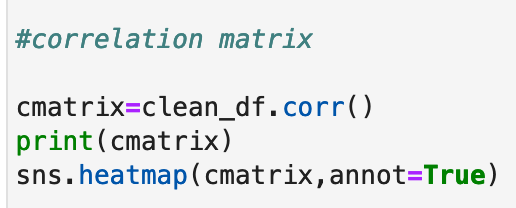 #correlation matrix
cmatrix=clean_df.corr()
print(cmatrix)
sns.heatmap(cmatrix,annot=True)